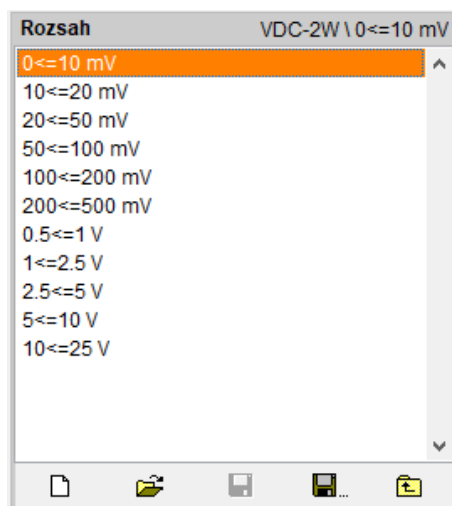 Rozsah VDC-2W \ 0<=10 mV
0<=10 mV
10<=20 mV
20<=50 mV
50<=100 mV
100<=200 mV
200<=500 mV
0.5<=1 V
1<=2.5 V
2.5<=5 V
5<=10 V
10<=25 V
...